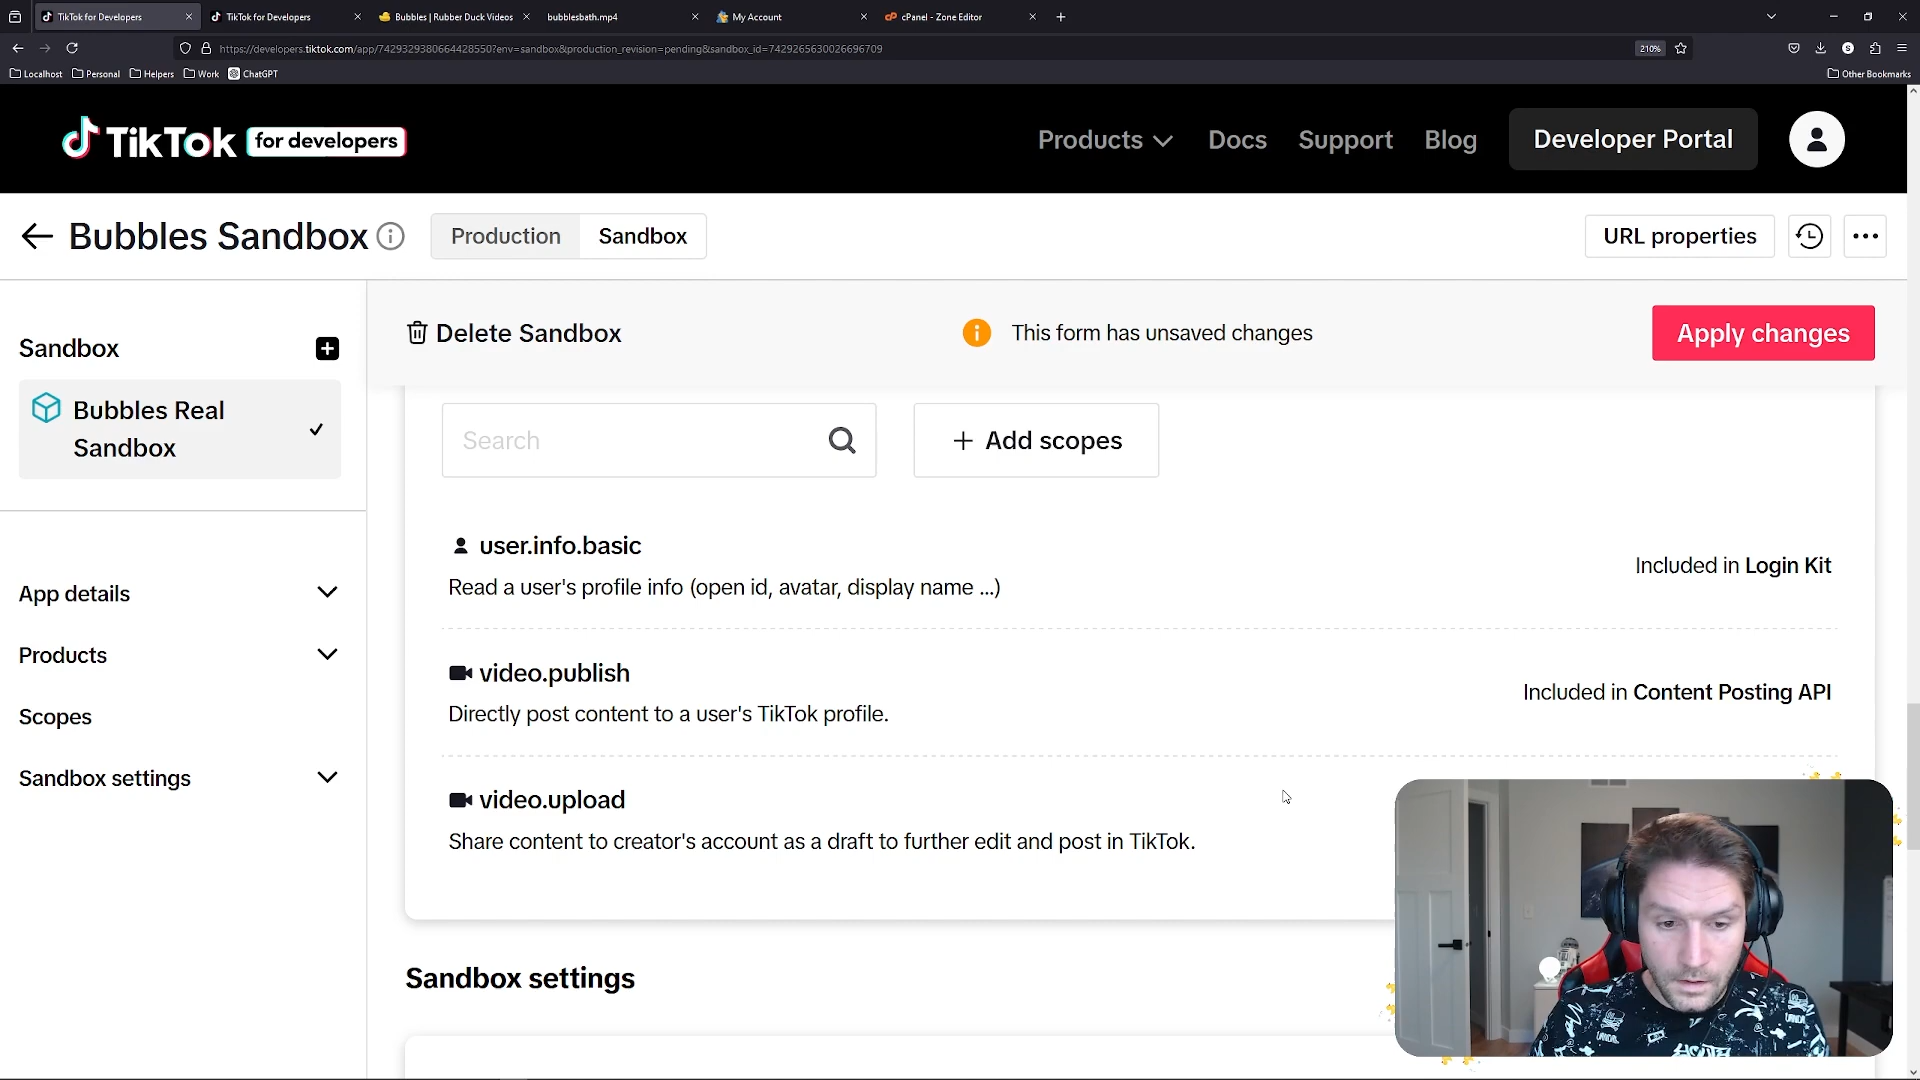 TikTok for Developers
TikTok for Developers
Bubbles | Rubber Duck Videos
bubblesbath.mp4
My Account
cPanel - Zone Editor
https://developers.tiktok.com/app/7429329380664428550?env=sandbox&production_revision=pending&sandbox_id=7429265630026696709
210%
Localhost
Personal
Helpers
Work
ChatGPT
Other Bookmarks
TikTok for developers
Products
Docs
Support
Blog
Developer Portal
Bubbles Sandbox
Production
Sandbox
URL properties
Sandbox
Bubbles Real
Sandbox
App details
Products
Scopes
Sandbox settings
Delete Sandbox
This form has unsaved changes
Apply changes
Search
+ Add scopes
user.info.basic
Read a user's profile info (open id, avatar, display name ...)
Included in Login Kit
video.publish
Directly post content to a user's TikTok profile.
Included in Content Posting API
video.upload
Share content to creator's account as a draft to further edit and post in TikTok.
Sandbox settings